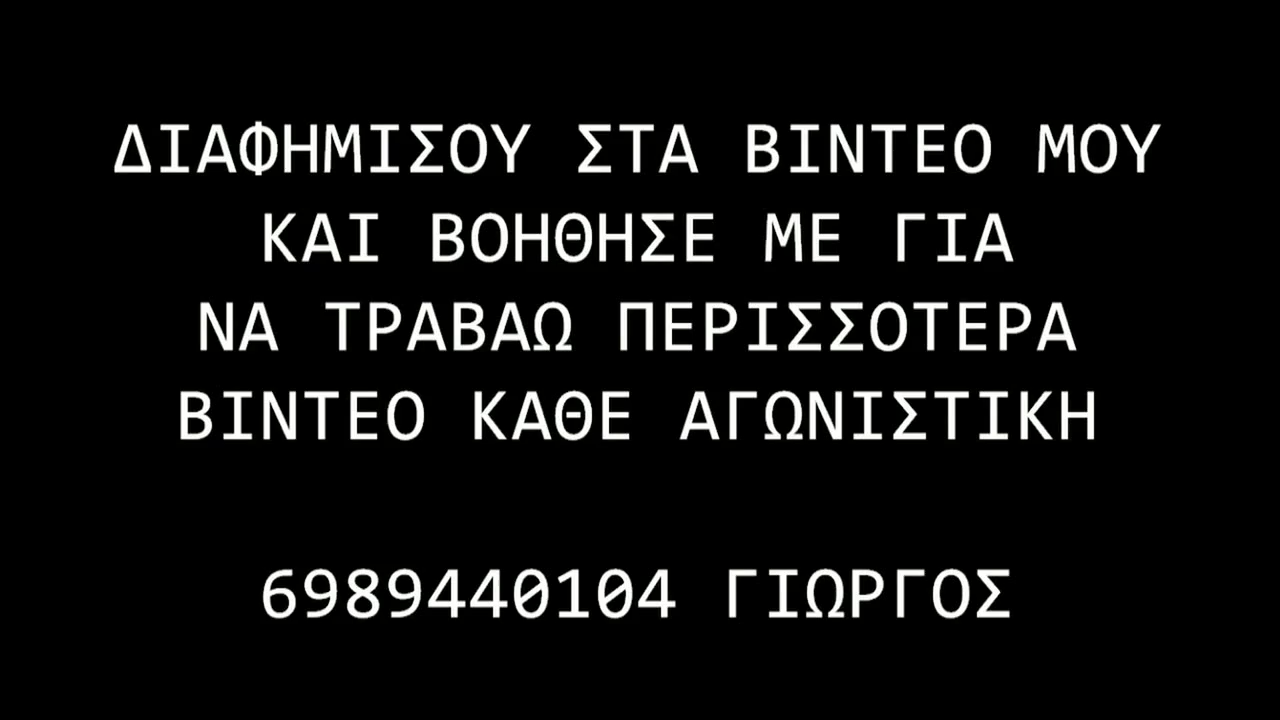 ΔΙΑΦΗΜΙΣΟΥ ΣΤΑ ΒΙΝΤΕΟ ΜΟΥ
ΚΑΙ ΒΟΗΘΗΣΕ ΜΕ ΓΙΑ
ΝΑ ΤΡΑΒΑΩ ΠΕΡΙΣΣΟΤΕΡΑ
ΒΙΝΤΕΟ ΚΑΘΕ ΑΓΩΝΙΣΤΙΚΗ
6989440104 ΓΙΩΡΓΟΣ